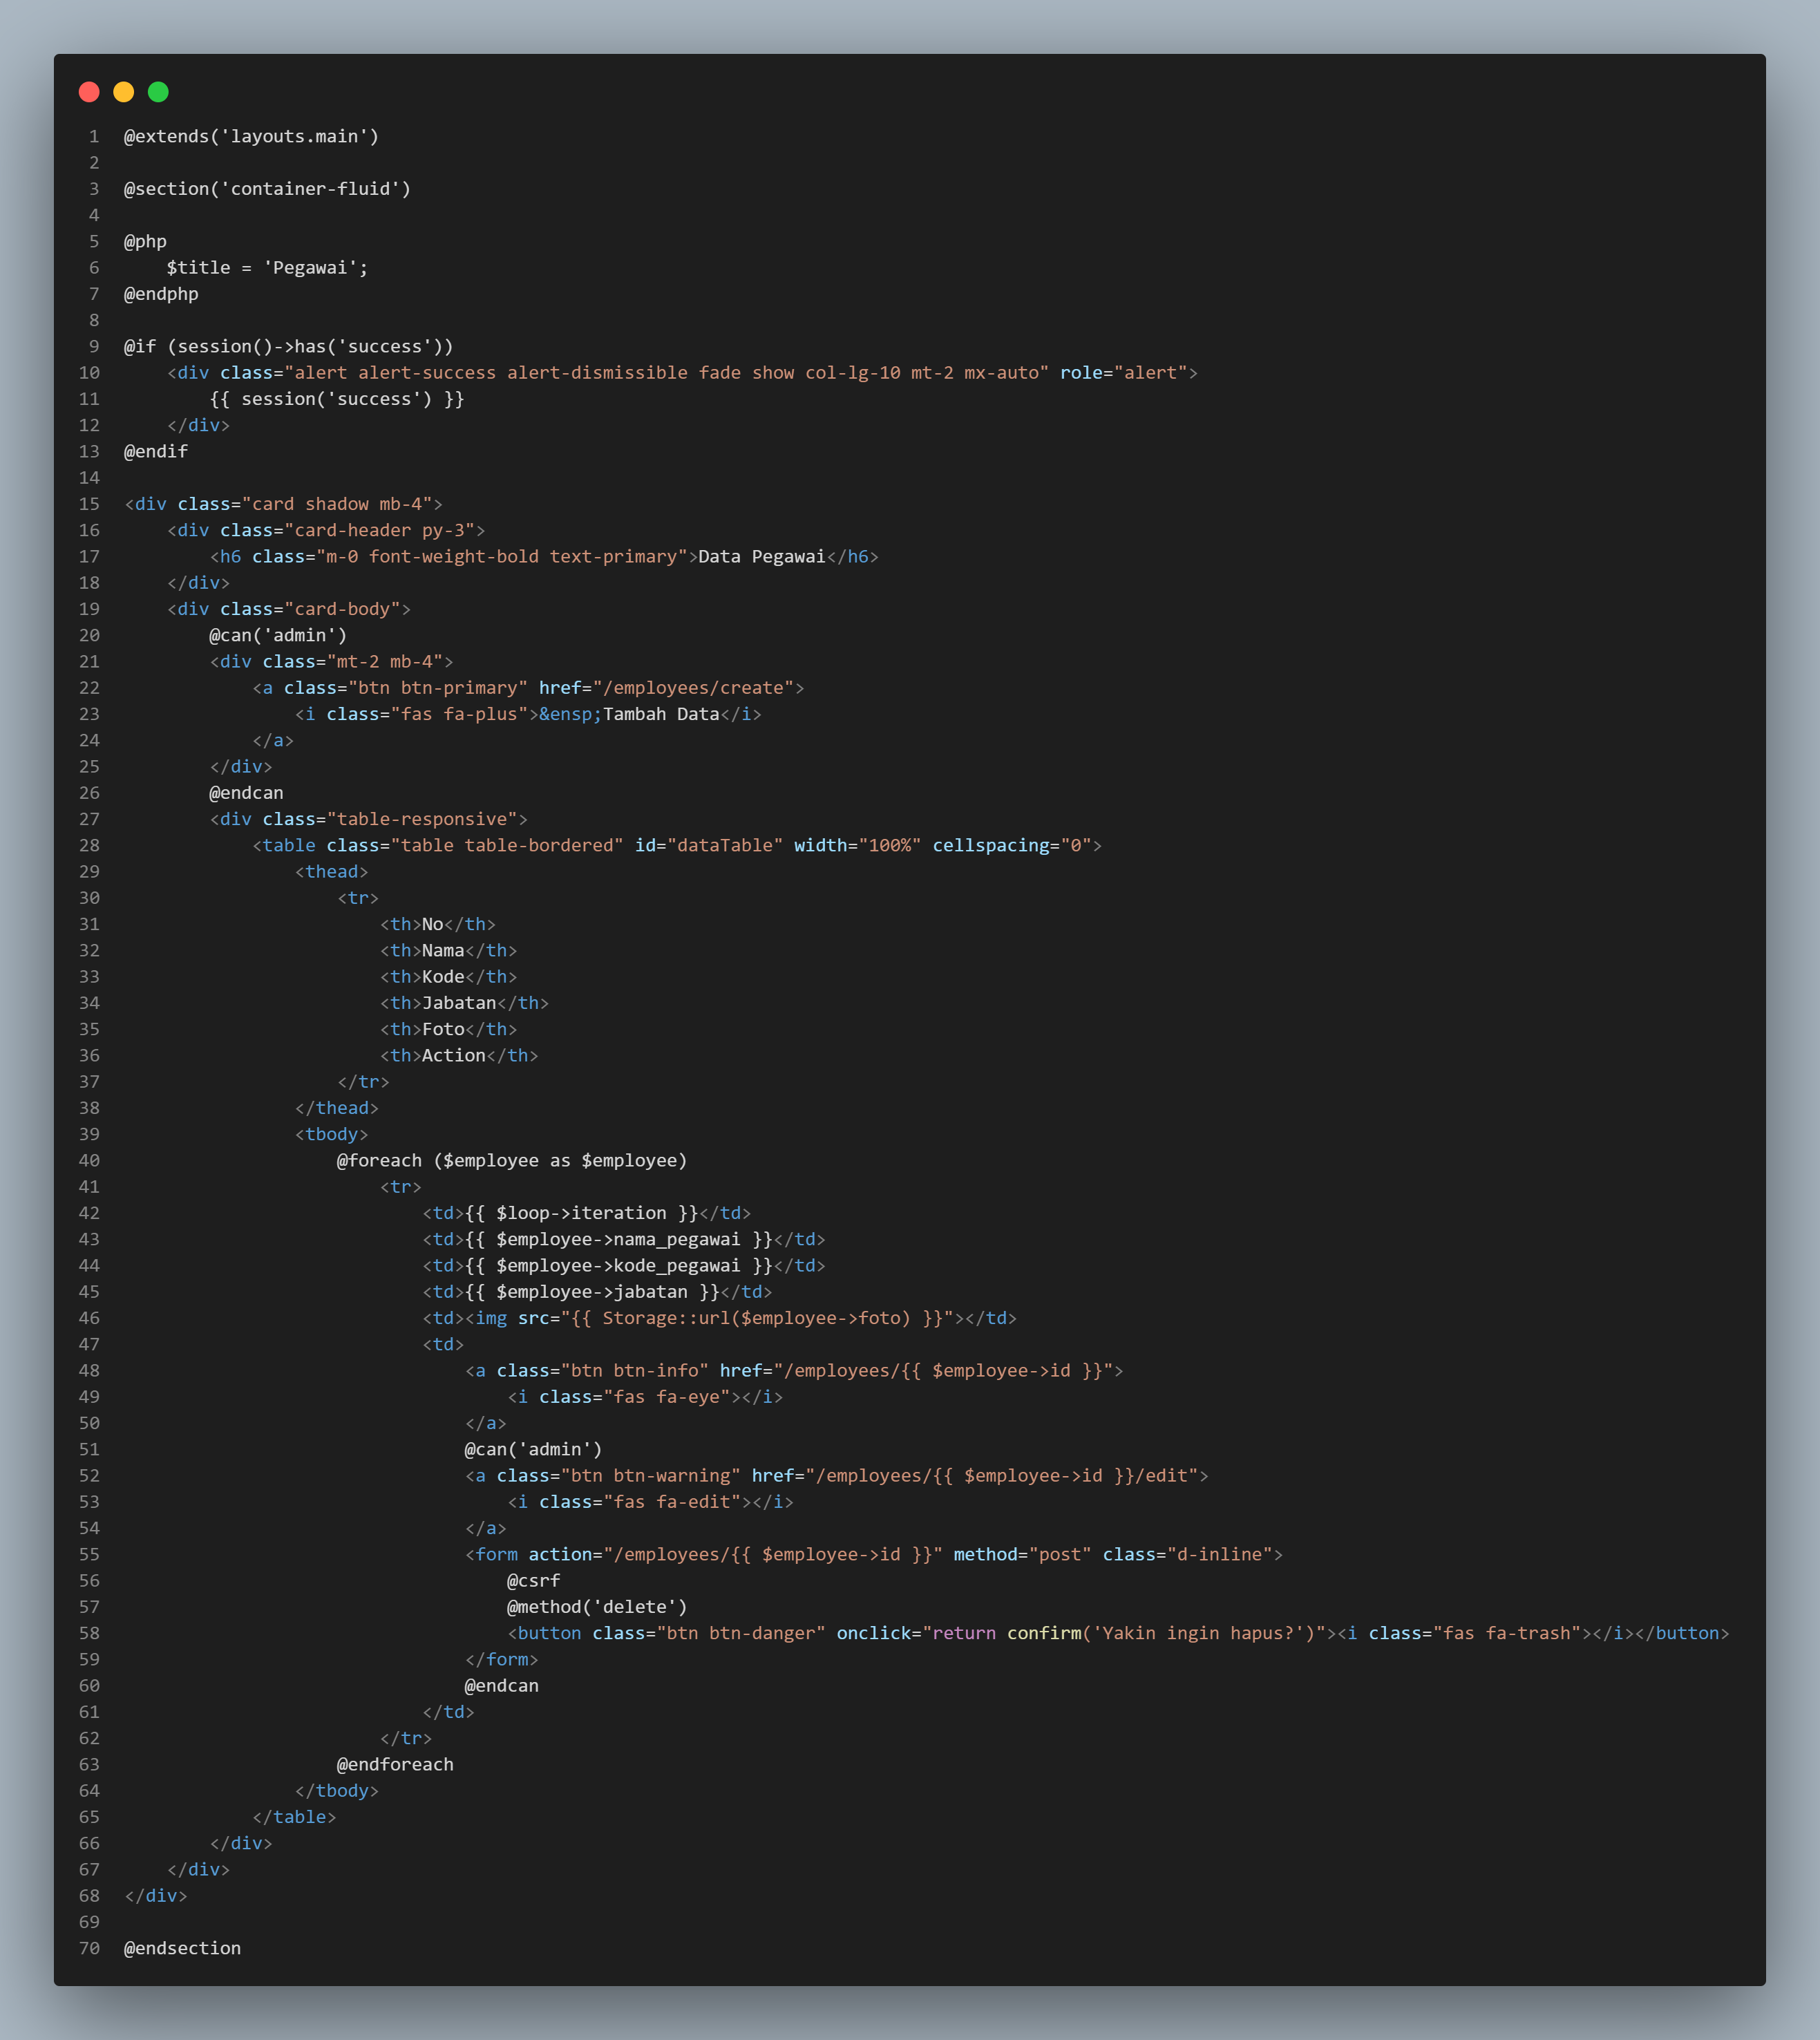 1 @extends('layouts.main')
2
3 @section('container-fluid')
4
5 @php
6     $title = 'Pegawai';
7 @endphp
8
9 @if (session()->has('success'))
10     <div class="alert alert-success alert-dismissible fade show col-lg-10 mt-2 mx-auto" role="alert">
11         {{ session('success') }}
12     </div>
13 @endif
14
15 <div class="card shadow mb-4">
16     <div class="card-header py-3">
17         <h6 class="m-0 font-weight-bold text-primary">Data Pegawai</h6>
18     </div>
19     <div class="card-body">
20         @can('admin')
21         <div class="mt-2 mb-4">
22             <a class="btn btn-primary" href="/employees/create">
23                 <i class="fas fa-plus">&ensp;Tambah Data</i>
24             </a>
25         </div>
26         @endcan
27         <div class="table-responsive">
28             <table class="table table-bordered" id="dataTable" width="100%" cellspacing="0">
29                 <thead>
30                     <tr>
31                         <th>No</th>
32                         <th>Nama</th>
33                         <th>Kode</th>
34                         <th>Jabatan</th>
35                         <th>Foto</th>
36                         <th>Action</th>
37                     </tr>
38                 </thead>
39                 <tbody>
40                     @foreach ($employee as $employee)
41                         <tr>
42                             <td>{{ $loop->iteration }}</td>
43                             <td>{{ $employee->nama_pegawai }}</td>
44                             <td>{{ $employee->kode_pegawai }}</td>
45                             <td>{{ $employee->jabatan }}</td>
46                             <td><img src="{{ Storage::url($employee->foto) }}"></td>
47                             <td>
48                                 <a class="btn btn-info" href="/employees/{{ $employee->id }}">
49                                     <i class="fas fa-eye"></i>
50                                 </a>
51                                 @can('admin')
52                                 <a class="btn btn-warning" href="/employees/{{ $employee->id }}/edit">
53                                     <i class="fas fa-edit"></i>
54                                 </a>
55                                 <form action="/employees/{{ $employee->id }}" method="post" class="d-inline">
56                                     @csrf
57                                     @method('delete')
58                                     <button class="btn btn-danger" onclick="return confirm('Yakin ingin hapus?')"><i class="fas fa-trash"></i></button>
59                                 </form>
60                                 @endcan
61                             </td>
62                         </tr>
63                     @endforeach
64                 </tbody>
65             </table>
66         </div>
67     </div>
68 </div>
69
70 @endsection